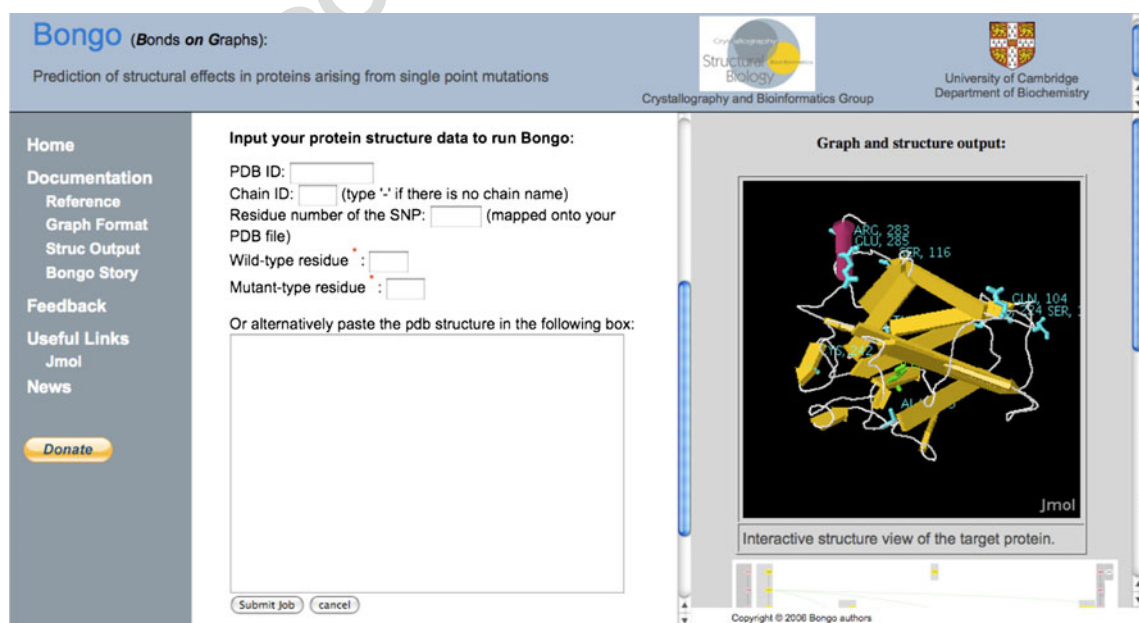 Bongo (Bonds on Graphs):
Prediction of structural effects in proteins arising from single point mutations
Crystallography
Structural Bioinformatics
Biology
Crystallography and Bioinformatics Group
University of Cambridge
Department of Biochemistry
Home
Documentation
Reference
Graph Format
Struc Output
Bongo Story
Feedback
Useful Links
Jmol
News
Donate
Input your protein structure data to run Bongo:
PDB ID:
Chain ID: (type '-' if there is no chain name)
Residue number of the SNP: (mapped onto your
PDB file)
Wild-type residue * :
Mutant-type residue * :
Or alternatively paste the pdb structure in the following box:
Submit Job cancel
Graph and structure output:
ARG, 283
GLU, 285
SER, 116
GLN, 104
SER,
Jmol
Interactive structure view of the target protein.
Copyright © 2006 Bongo authors